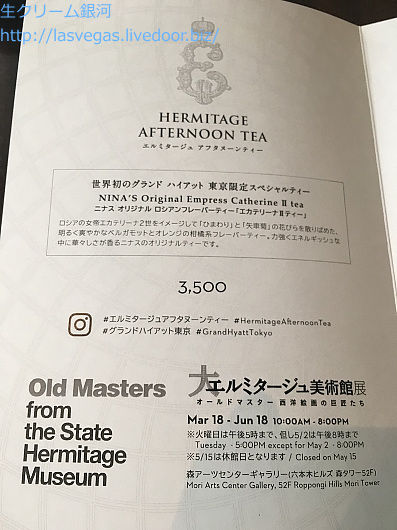 生クリーム銀河
http://lasvegas.livedoor.biz/
HERMITAGE
AFTERNOON TEA
エルミタージュ アフタヌーンティー
世界初のグランド ハイアット 東京限定スペシャルティー
NINA'S Original Empress Catherine II tea
ニナス オリジナル ロシアンフレーバーティー「エカテリーナⅡティー」
ロシアの女帝エカテリーナ2世をイメージして「ひまわり」と「矢車菊」の花びらを散りばめた、
明るく爽やかなベルガモットとオレンジの柑橘系フレーバーティー。力強くエネルギッシュな
中に華々しさが香るニナスのオリジナルティーです。
3,500
#エルミタージュアフタヌーンティー #HermitageAfternoonTea
#グランドハイアット東京 #GrandHyattTokyo
Old Masters
from
the State
Hermitage
Museum
大エルミタージュ美術館展
オールドマスター 西洋絵画の巨匠たち
Mar 18 - Jun 18 10:00AM - 8:00PM
※火曜日は午後5時まで、但し5/2は午後8時まで
Tuesday - 5:00PM except for May 2 - 8:00PM
※5/15は休館日となります / Closed on May 15
森アーツセンターギャラリー(六本木ヒルズ 森タワー52F)
Mori Arts Center Gallery, 52F Roppongi Hills Mori Tower